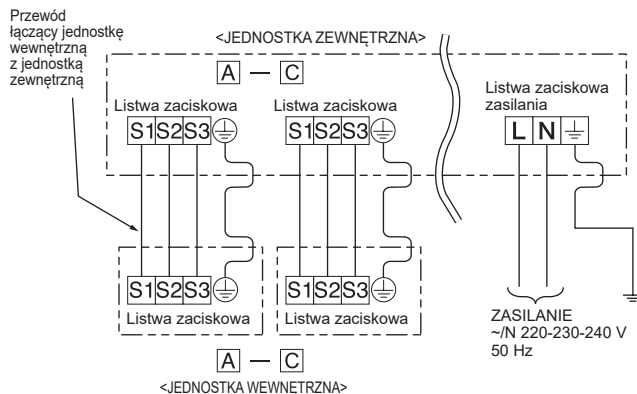 Przewód
łączący jednostkę
wewnętrzną
z jednostką
zewnętrzną
<JEDNOSTKA ZEWNĘTRZNA>
A — C
Listwa zaciskowa
S1 S2 S3
Listwa zaciskowa
S1 S2 S3
Listwa zaciskowa
zasilania
L N
S1 S2 S3
Listwa zaciskowa
S1 S2 S3
Listwa zaciskowa
ZASILANIE
~/N 220-230-240 V
50 Hz
A — C
<JEDNOSTKA WEWNĘTRZNA>